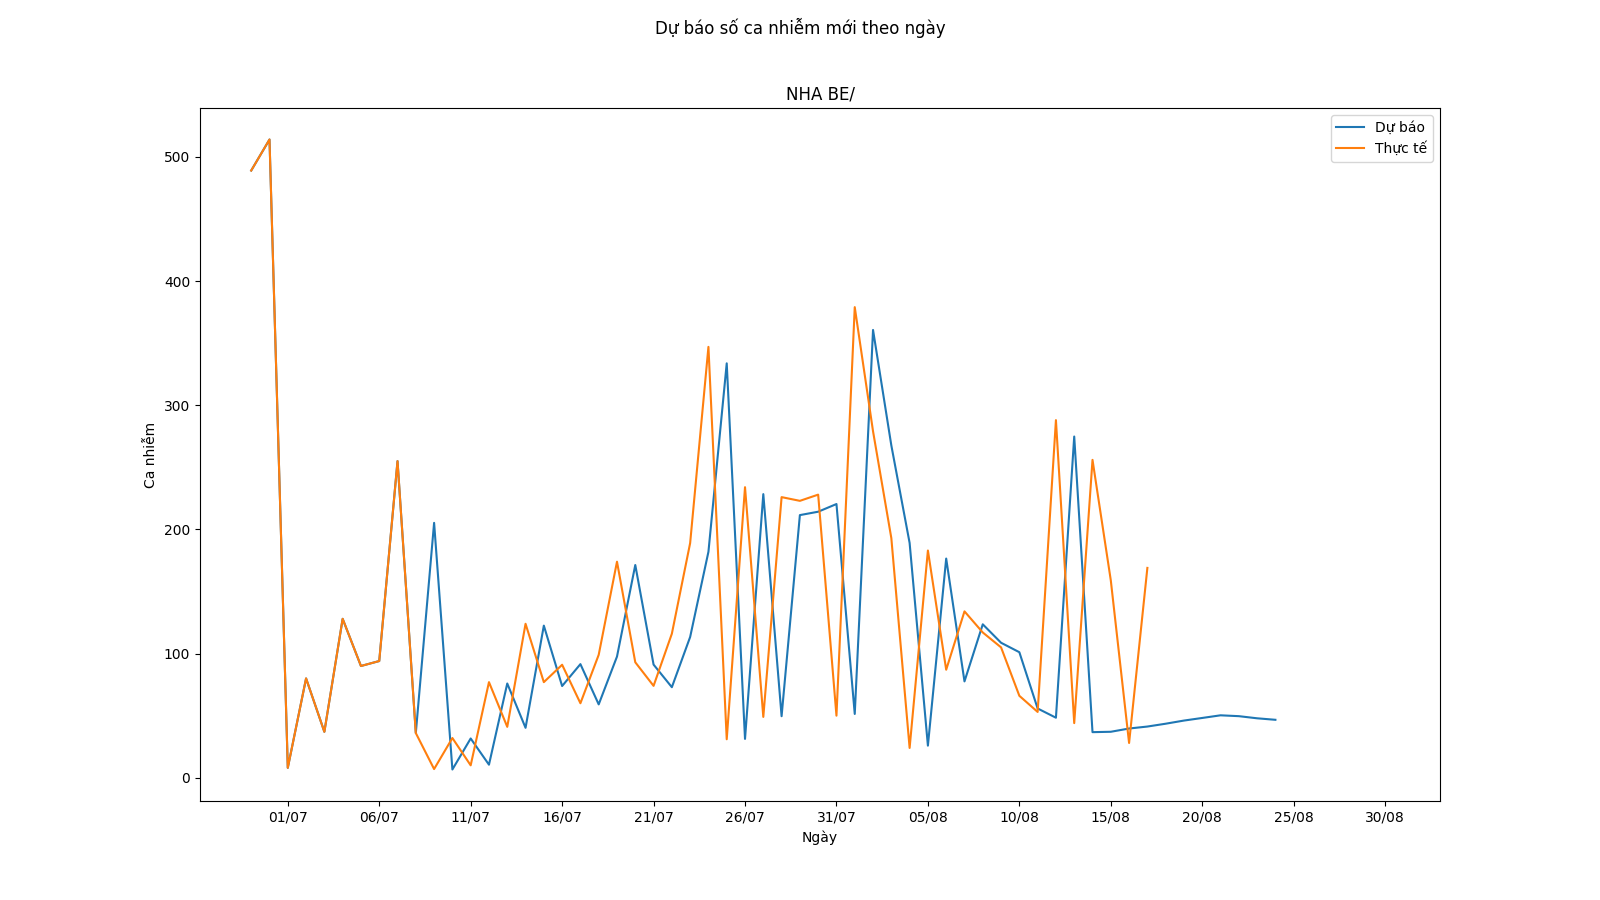 Dự báo số ca nhiễm mới theo ngày
NHA BE/
Dự báo
Thực tế
500
400
300
200
100
0
Ca nhiễm
01/07 06/07 11/07 16/07 21/07 26/07 31/07 05/08 10/08 15/08 20/08 25/08 30/08
Ngày